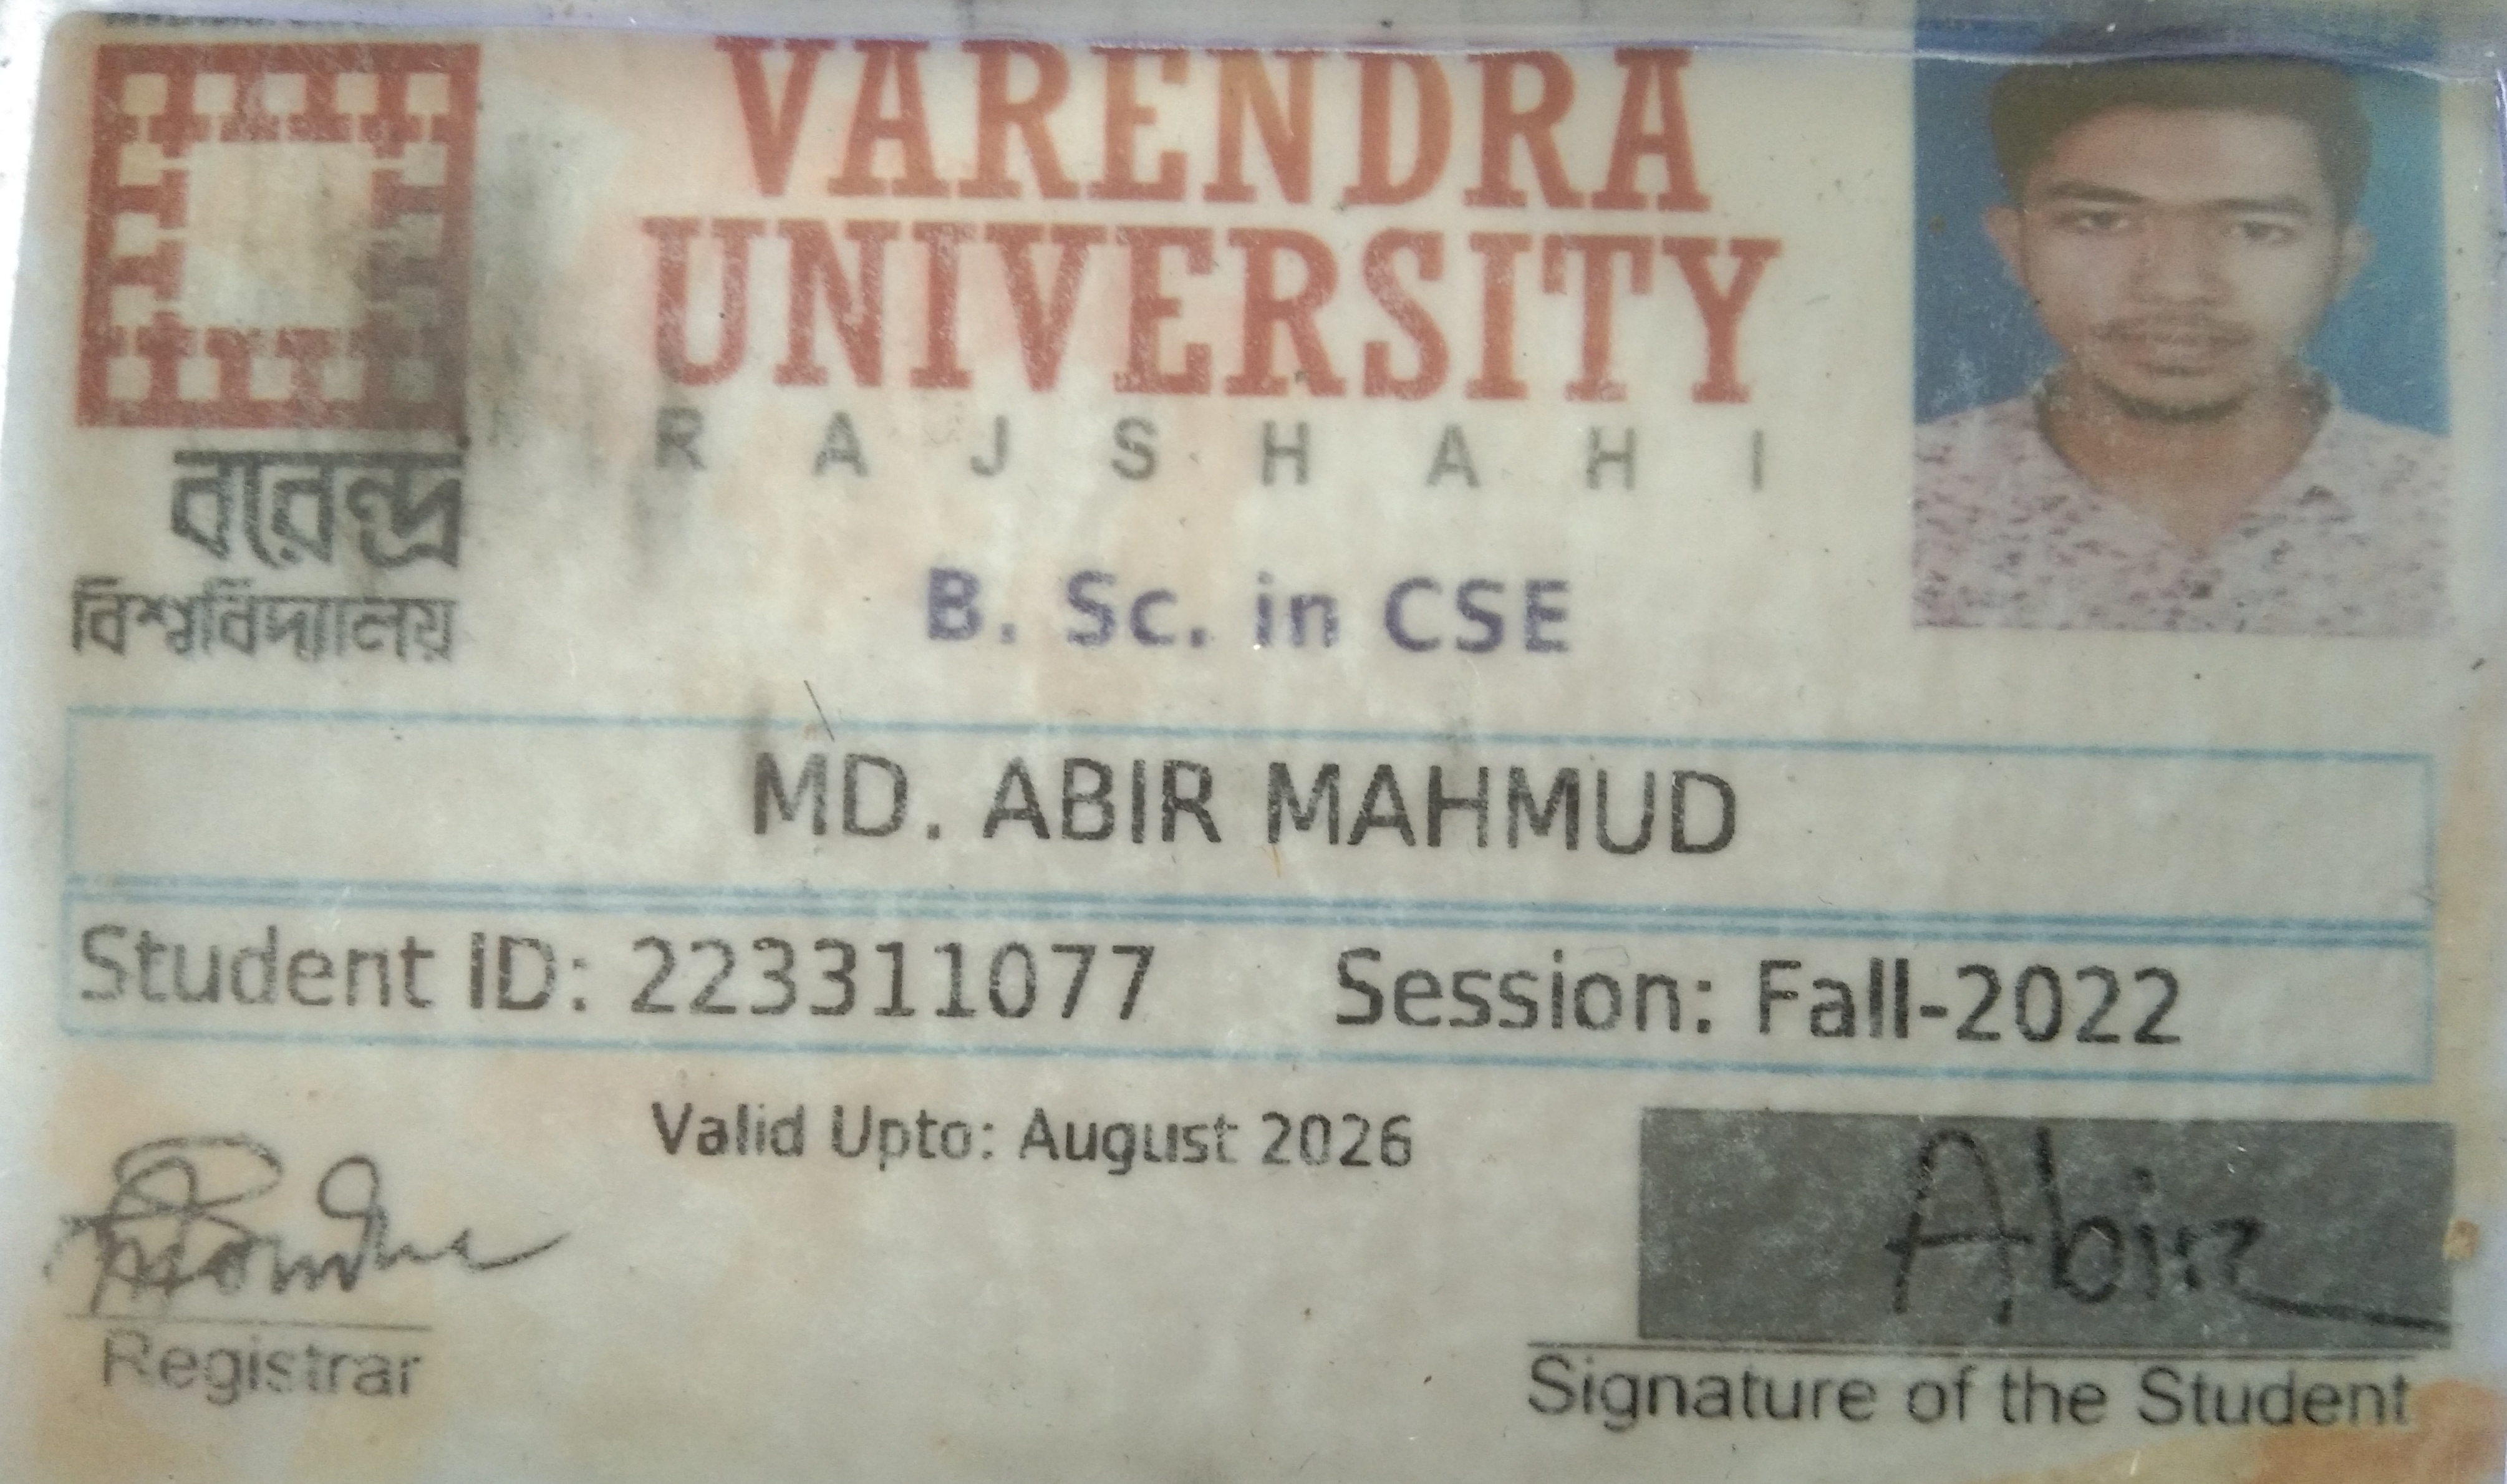 VARENDRA
UNIVERSITY
RAJSHAHI
বরেন্দ্র
বিশ্ববিদ্যালয়
B. Sc. in CSE
MD. ABIR MAHMUD
Student ID: 223311077 Session: Fall-2022
Valid Upto: August 2026
Abir
Registrar
Signature of the Student